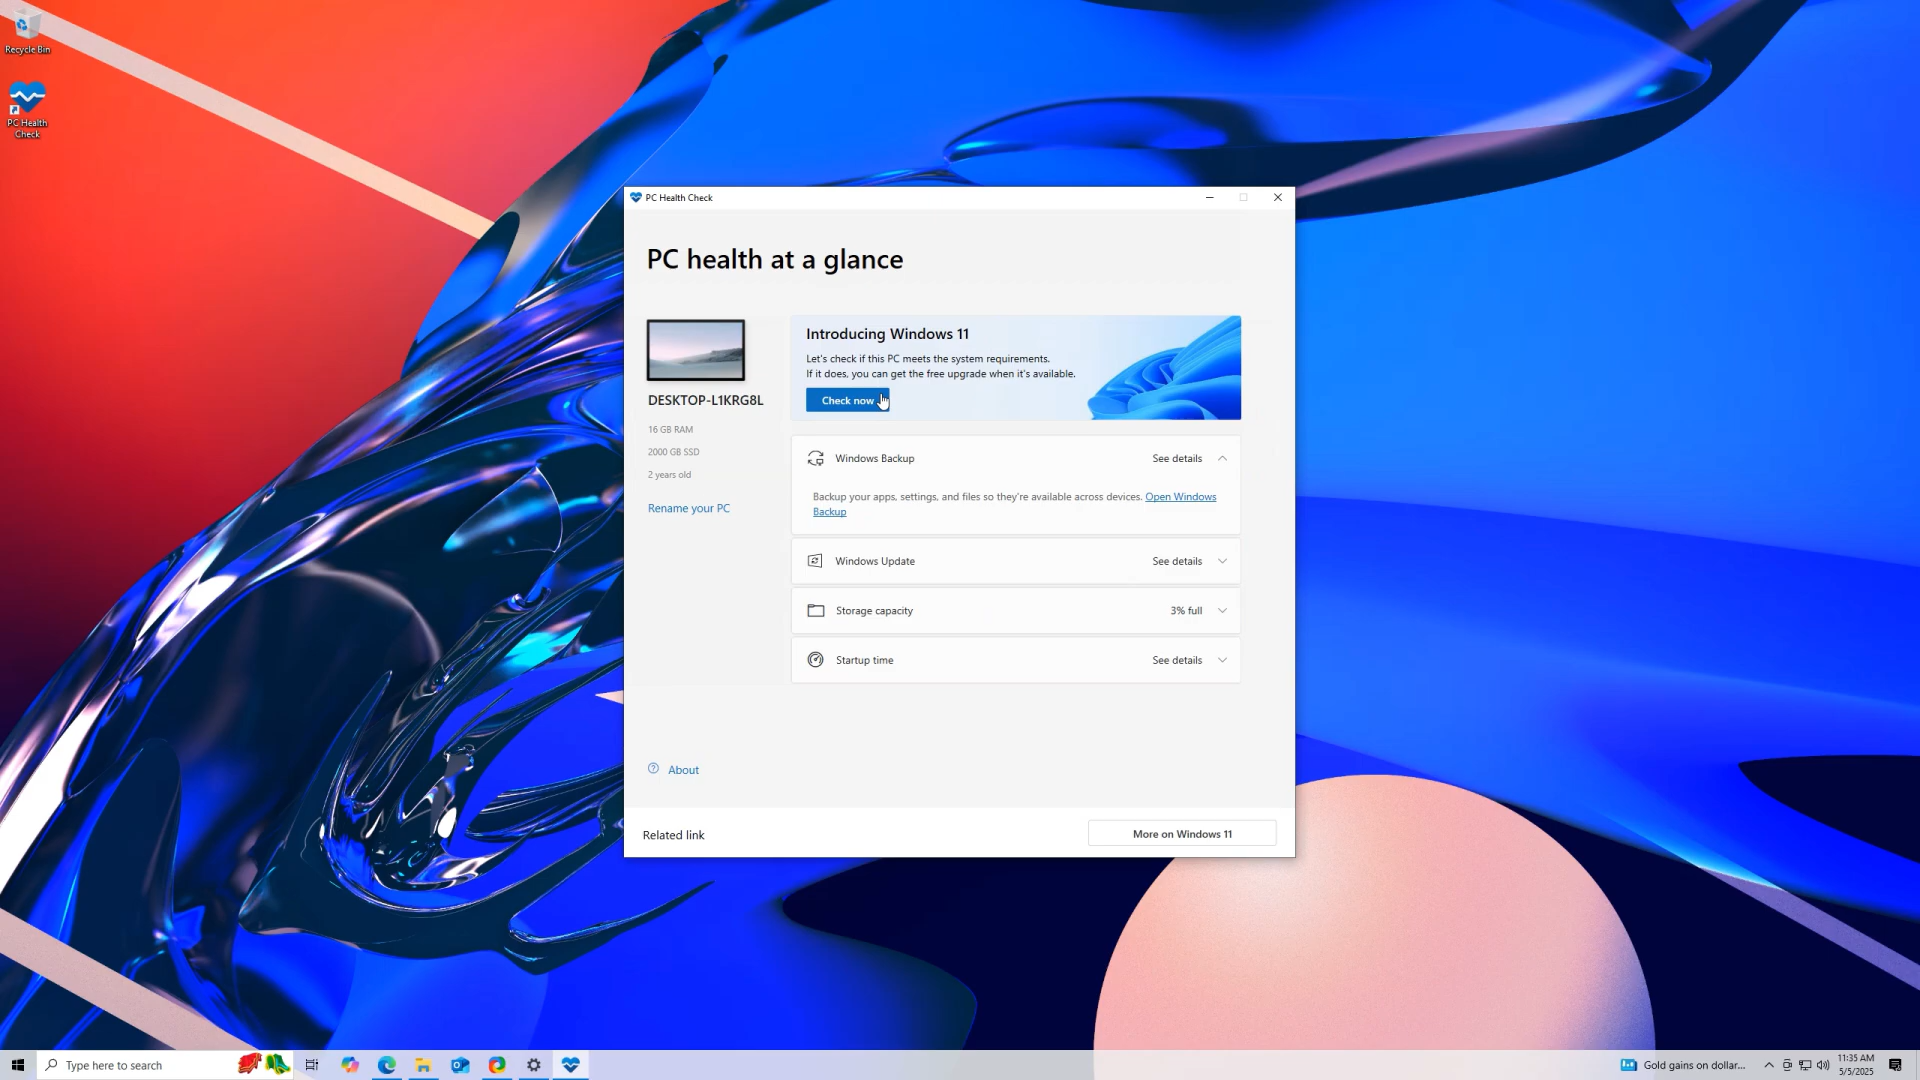 Recycle Bin
PC Health
Check
PC Health Check
PC health at a glance
DESKTOP-L1KRG8L
16 GB RAM
2000 GB SSD
2 years old
Rename your PC
Introducing Windows 11
Let's check if this PC meets the system requirements.
If it does, you can get the free upgrade when it's available.
Check now
Windows Backup See details
Backup your apps, settings, and files so they're available across devices. Open Windows
Backup
Windows Update See details
Storage capacity 3% full
Startup time See details
About
Related link
More on Windows 11
Type here to search
Gold gains on dollar...
11:35 AM
5/5/2025